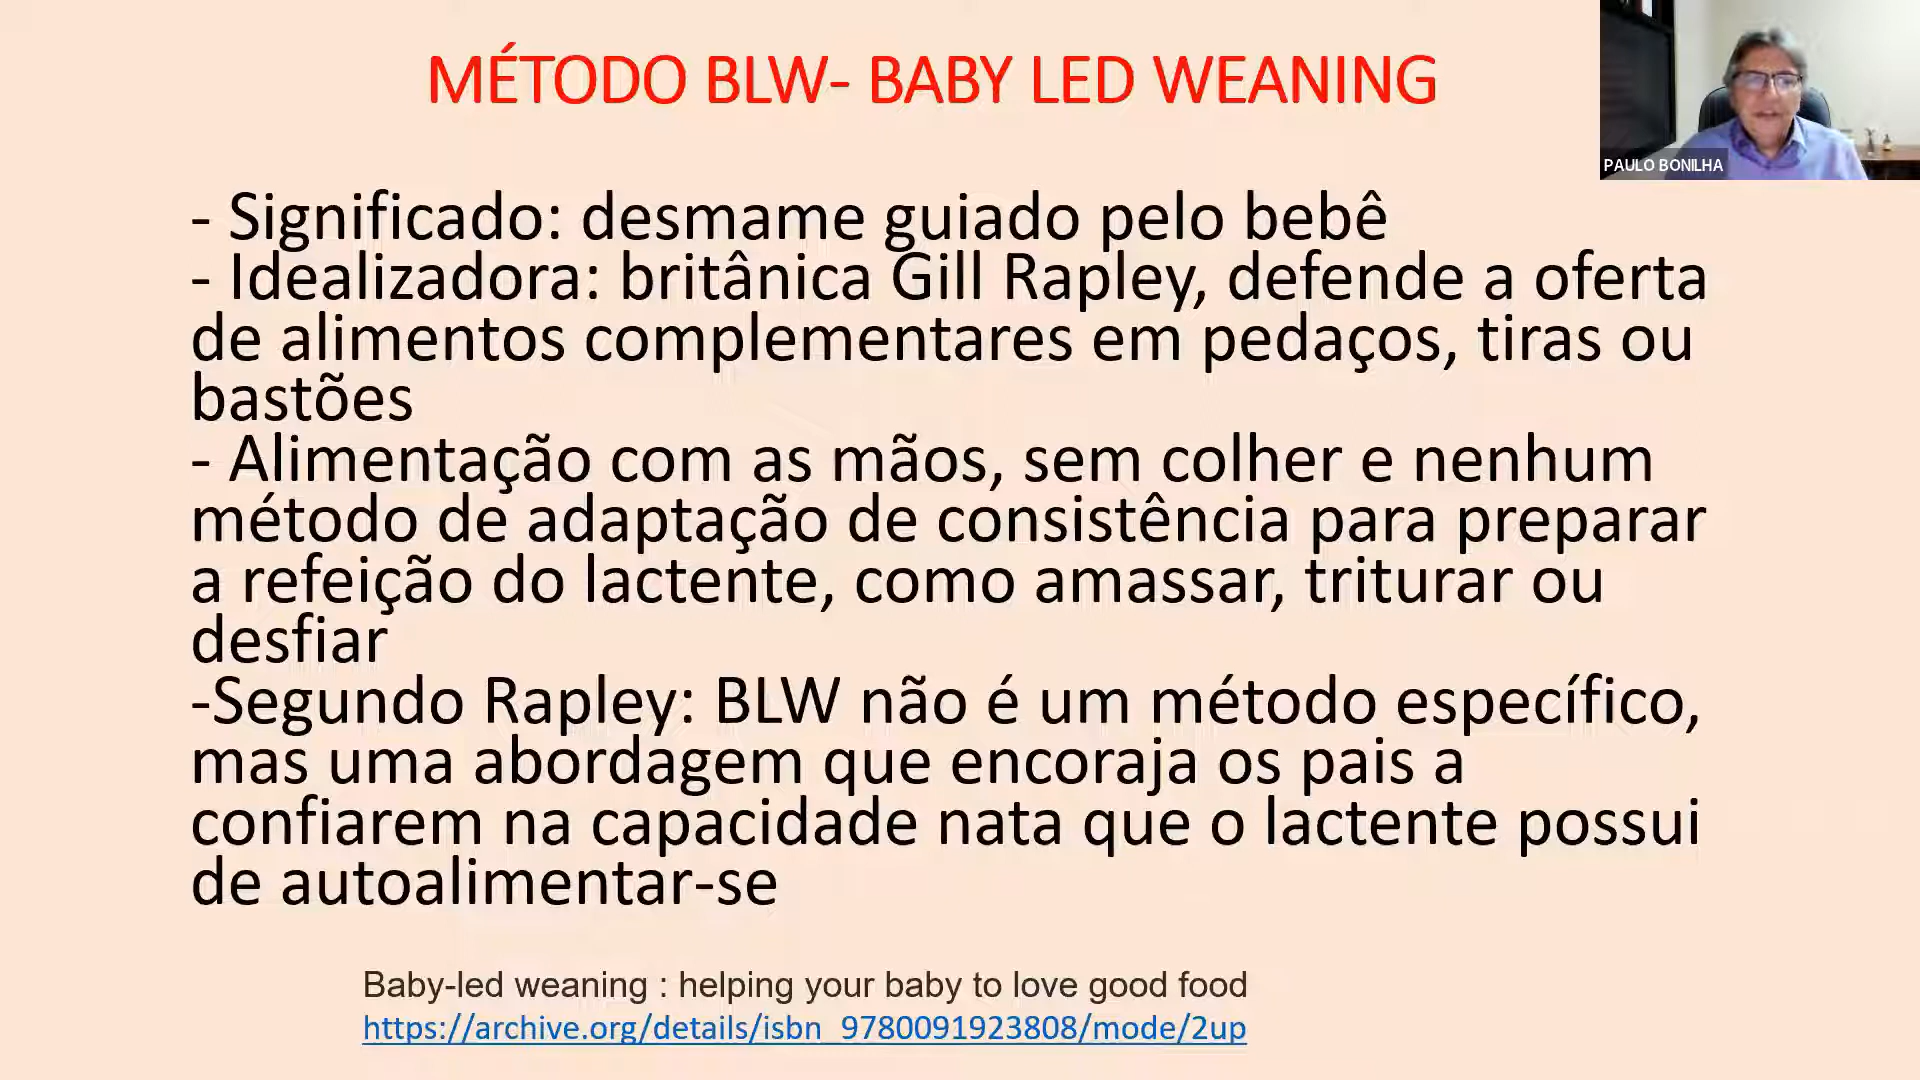 MÉTODO BLW- BABY LED WEANING
PAULO BONILHA
- Significado: desmame guiado pelo bebê
- Idealizadora: britânica Gill Rapley, defende a oferta
de alimentos complementares em pedaços, tiras ou
bastões
- Alimentação com as mãos, sem colher e nenhum
método de adaptação de consistência para preparar
a refeição do lactente, como amassar, triturar ou
desfiar
-Segundo Rapley: BLW não é um método específico,
mas uma abordagem que encoraja os pais a
confiarem na capacidade nata que o lactente possui
de autoalimentar-se
Baby-led weaning : helping your baby to love good food
https://archive.org/details/isbn_9780091923808/mode/2up